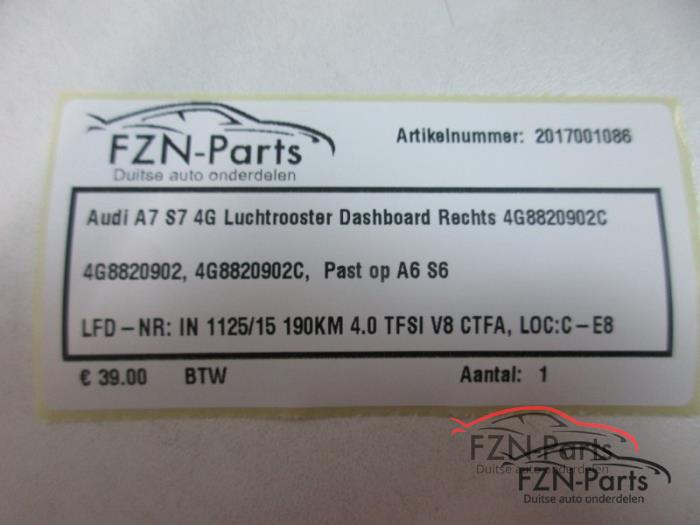 FZN-Parts
Duitse auto onderdelen
Artikelnummer: 2017001086
Audi A7 S7 4G Luchtrooster Dashboard Rechts 4G8820902C
4G8820902, 4G8820902C, Past op A6 S6
LFD-NR: IN 1125/15 190KM 4.0 TFSI V8 CTFA, LOC:C-E8
€ 39.00 BTW Aantal: 1
FZN-Parts
Duitse auto onderdelen
FZN-Parts
Duitse auto onderdelen